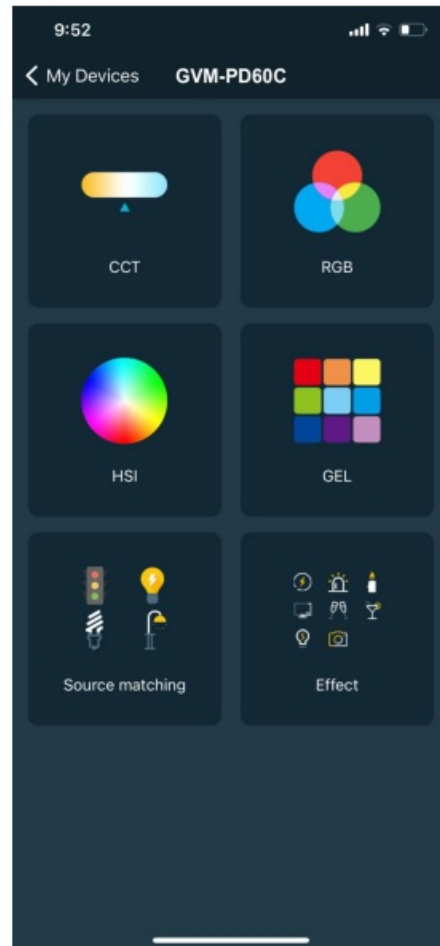 9:52
My Devices GVM-PD60C
CCT RGB
HSI GEL
Source matching Effect